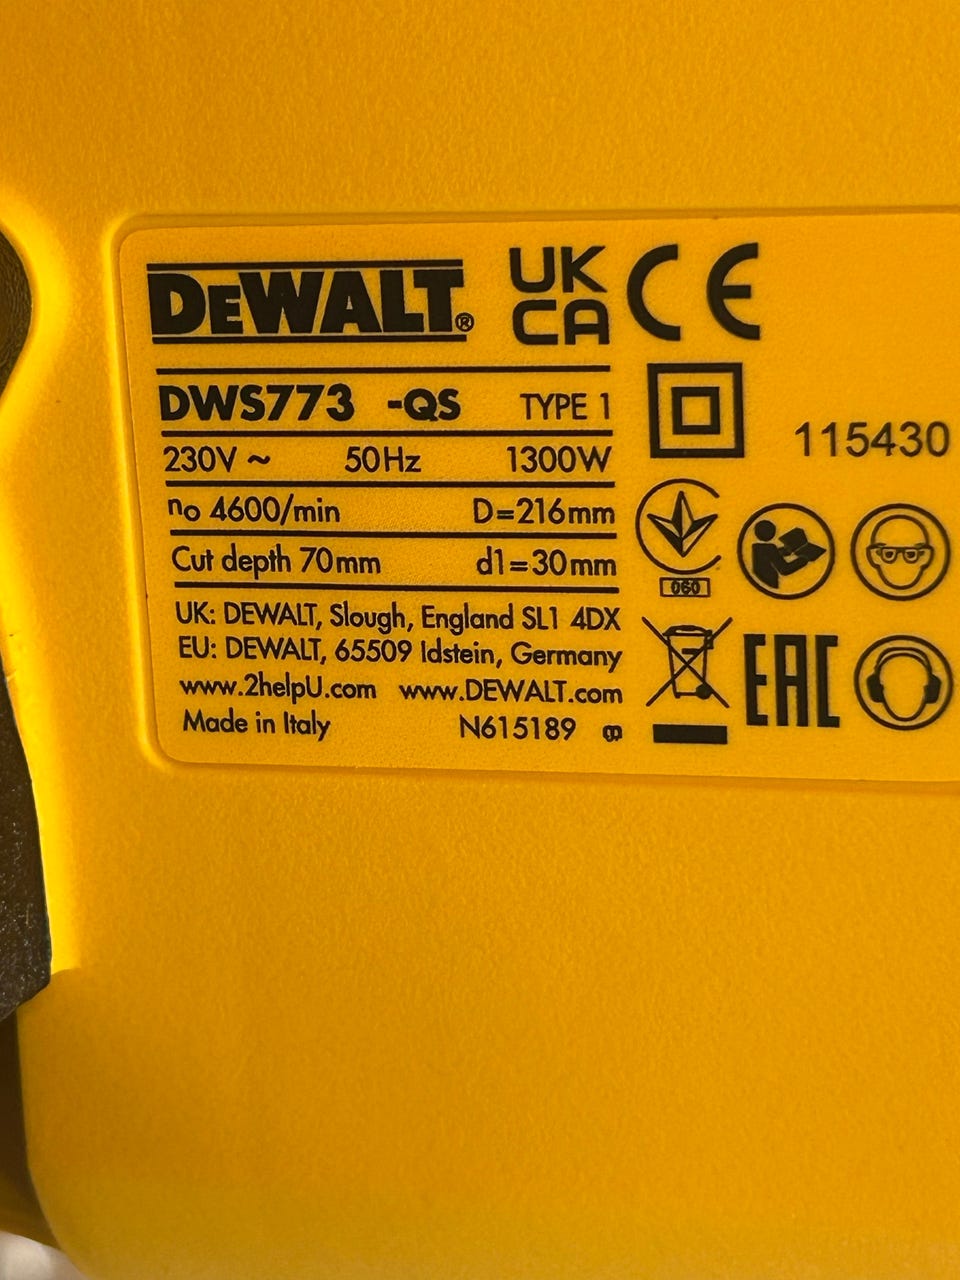 DEWALT® UK CA CE
DWS773 -QS TYPE 1
230V ~ 50Hz 1300W
115430
n₀ 4600/min D=216mm
Cut depth 70mm d1=30mm
060
UK: DEWALT, Slough, England SL1 4DX
EU: DEWALT, 65509 Idstein, Germany
www.2helpU.com www.DEWALT.com
EAC
Made in Italy N615189